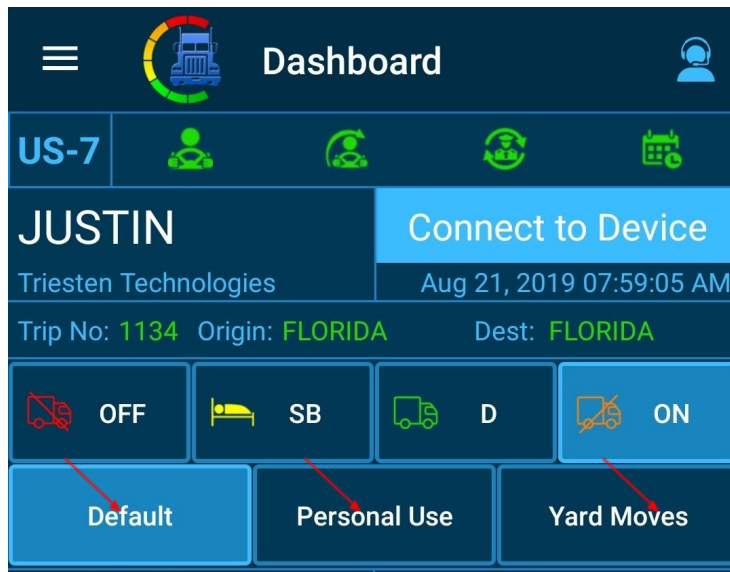 Dashboard
US-7
JUSTIN
Connect to Device
Triesten Technologies
Aug 21, 2019 07:59:05 AM
Trip No: 1134 Origin: FLORIDA Dest: FLORIDA
OFF SB D ON
Default Personal Use Yard Moves